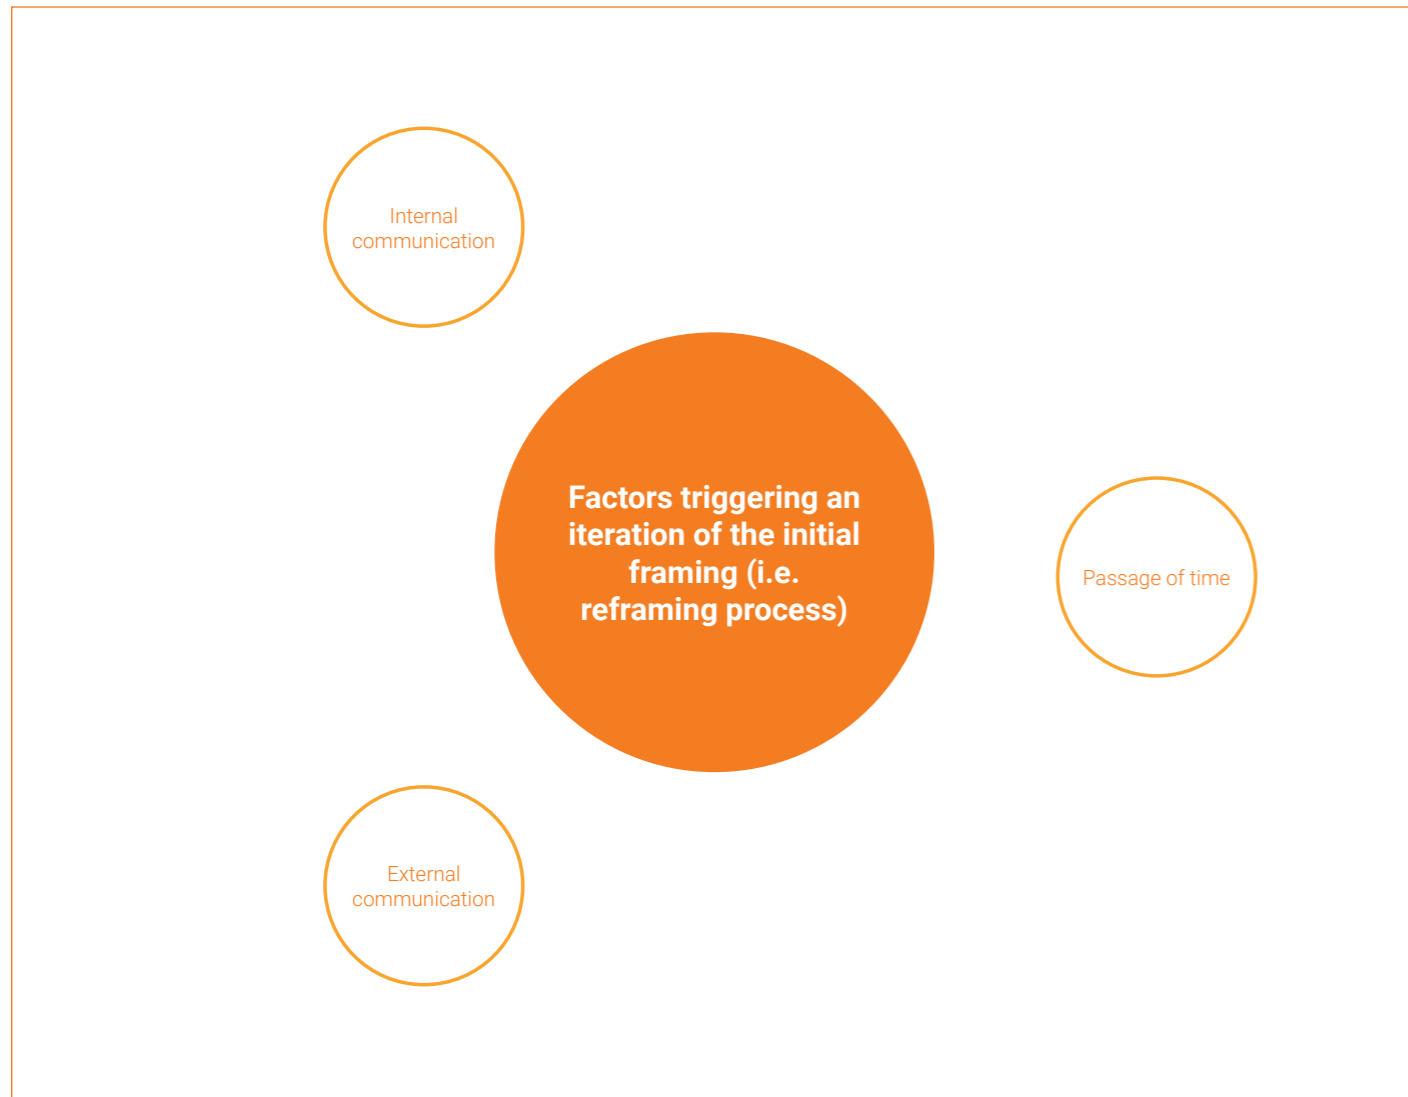 Internal
communication
Factors triggering an
iteration of the initial
framing (i.e.
reframing process)
Passage of time
External
communication